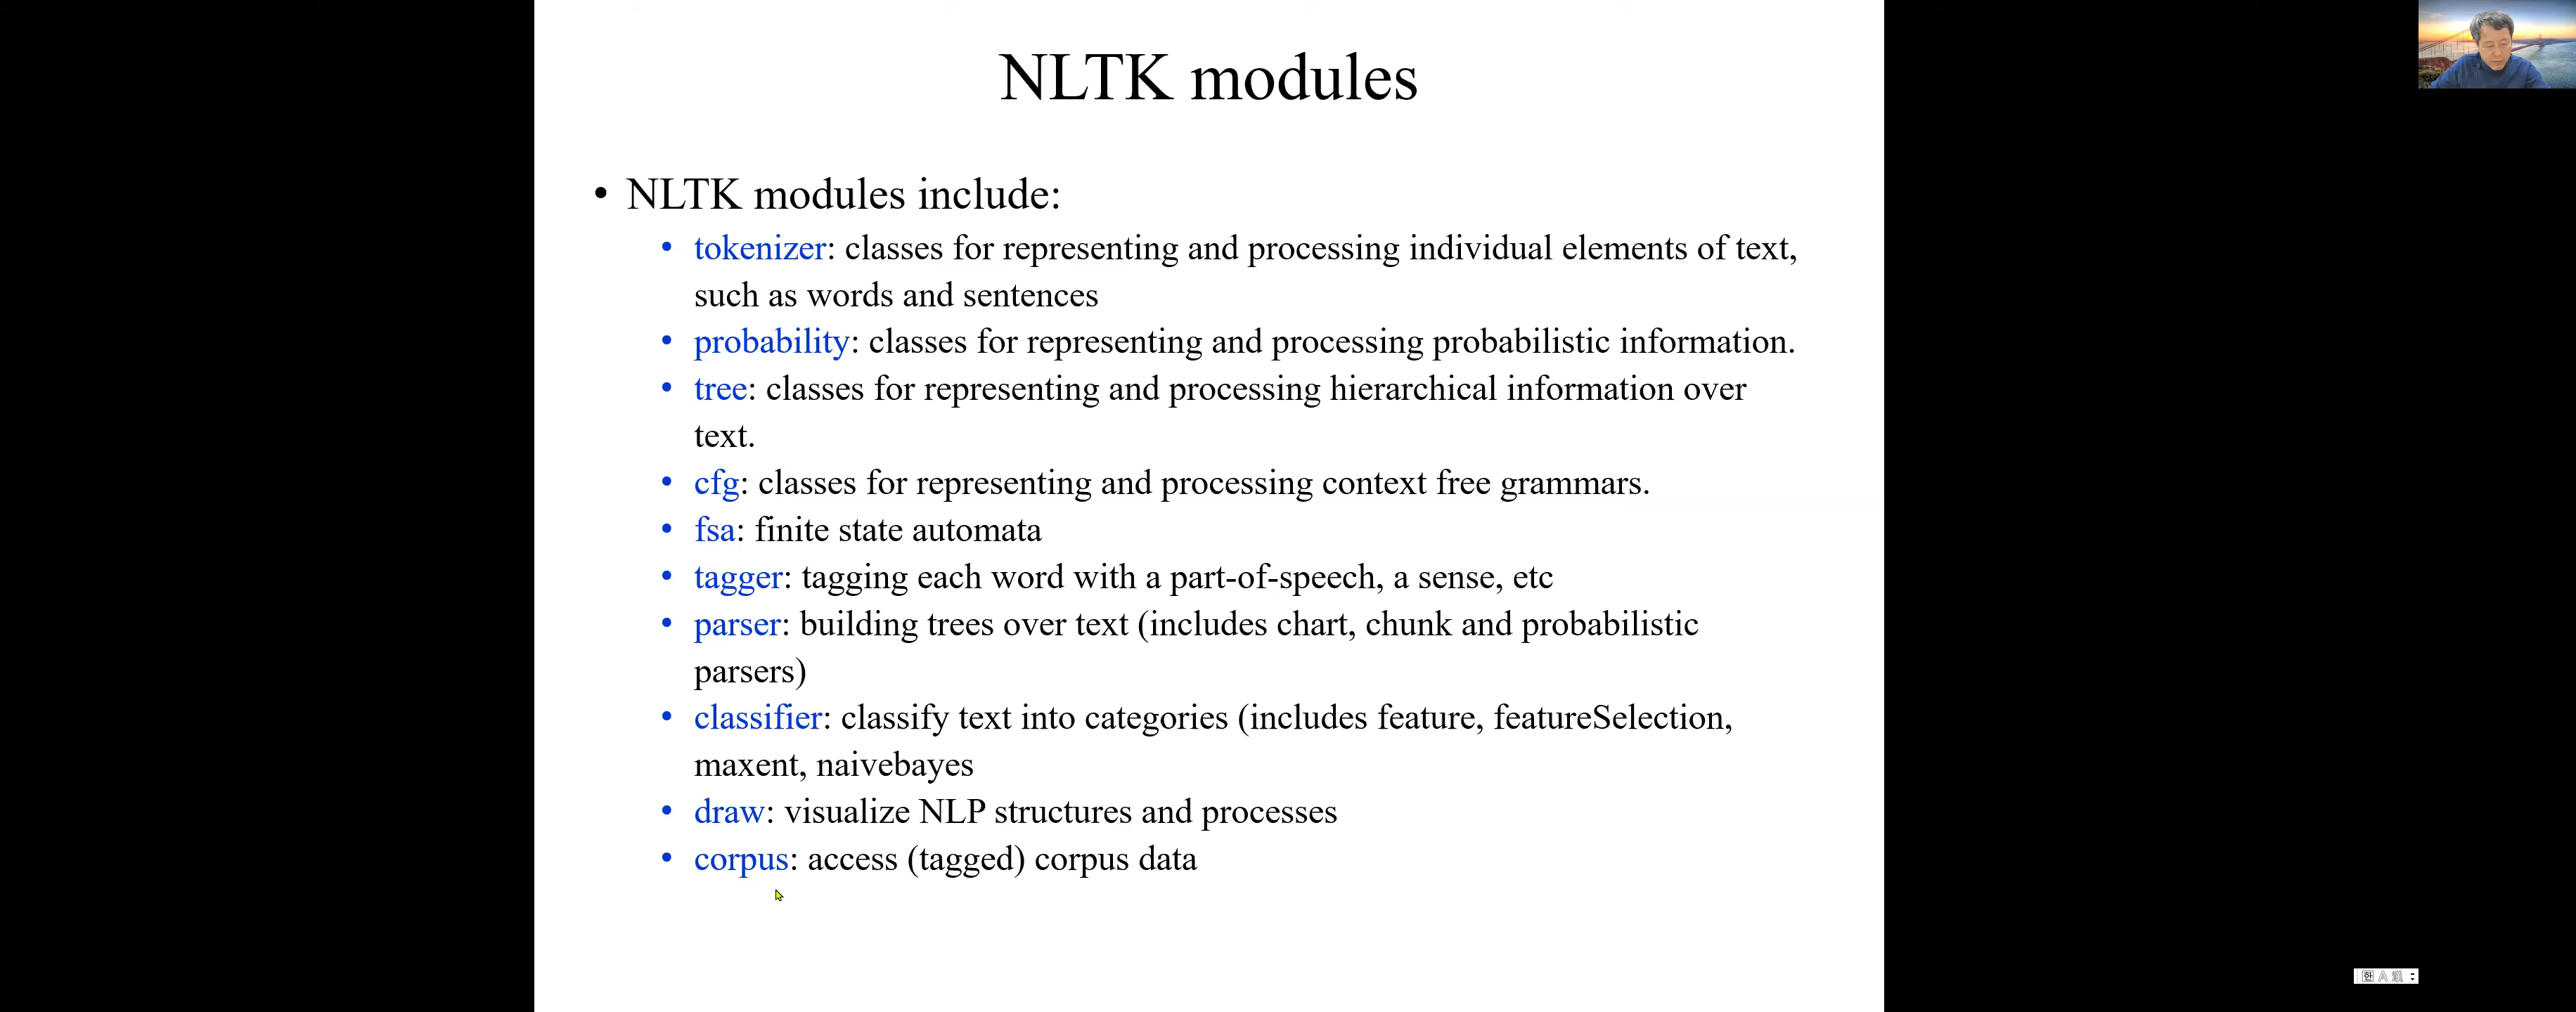 NLTK modules
• NLTK modules include:
• tokenizer: classes for representing and processing individual elements of text,
such as words and sentences
• probability: classes for representing and processing probabilistic information.
• tree: classes for representing and processing hierarchical information over
text.
• cfg: classes for representing and processing context free grammars.
• fsa: finite state automata
• tagger: tagging each word with a part-of-speech, a sense, etc
• parser: building trees over text (includes chart, chunk and probabilistic
parsers)
• classifier: classify text into categories (includes feature, featureSelection,
maxent, naivebayes
• draw: visualize NLP structures and processes
• corpus: access (tagged) corpus data
한 A 漢